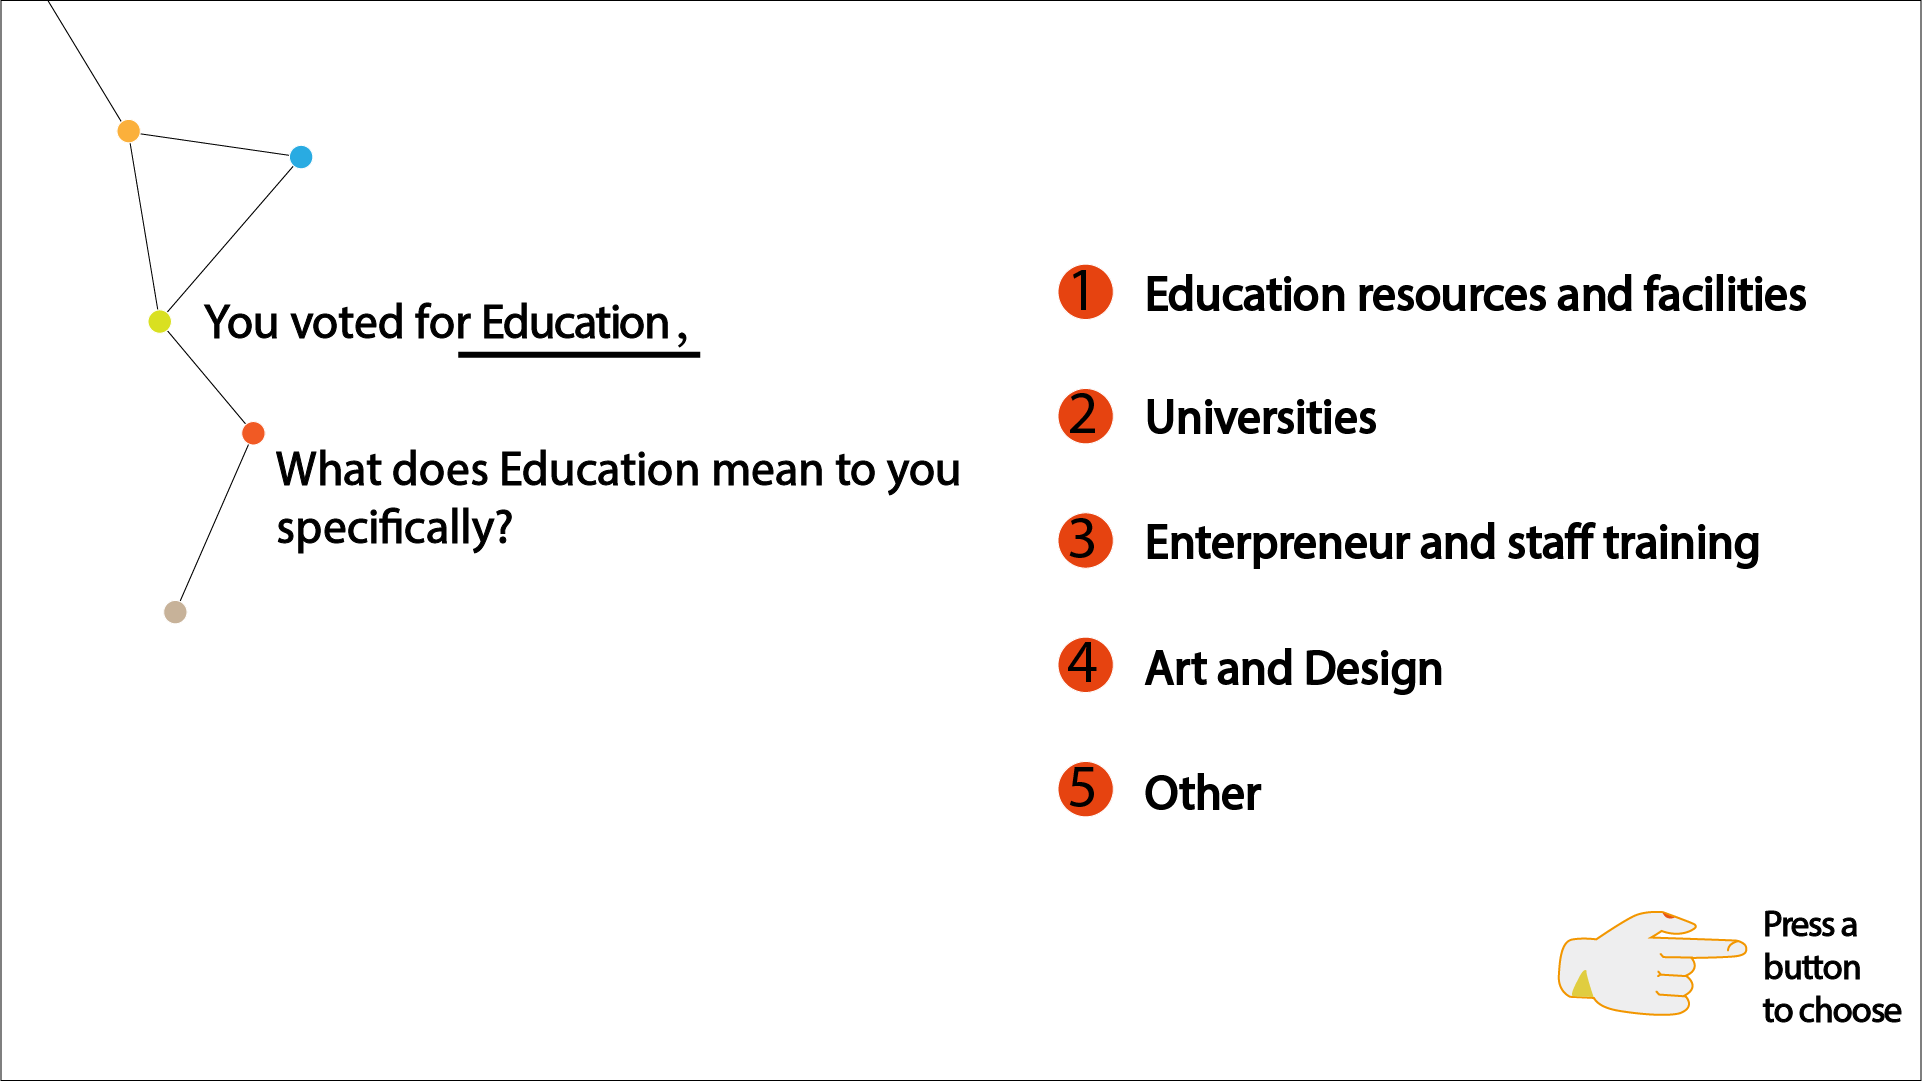 You voted for Education,
What does Education mean to you
specifically?
1 Education resources and facilities
2 Universities
3 Enterpreneur and staff training
4 Art and Design
5 Other
Press a
button
to choose